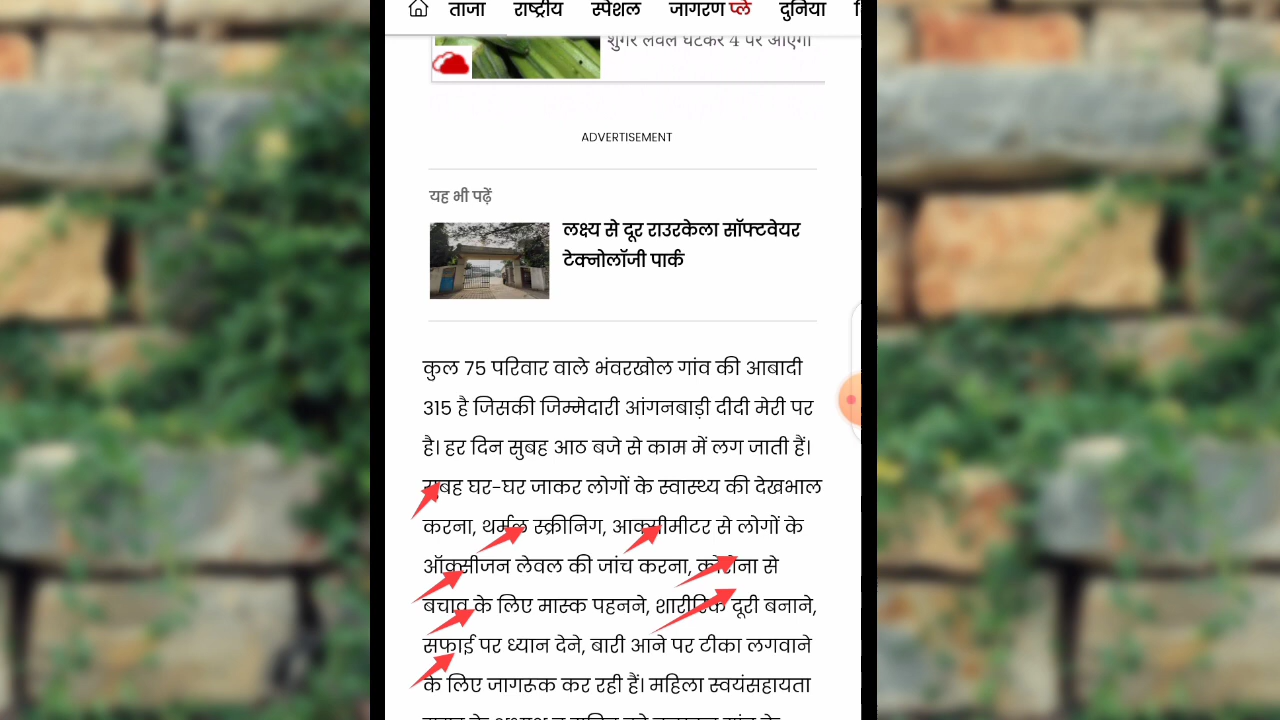 ताजा राष्ट्रीय स्पेशल जागरण प्ले दुनिया
शुगर लेवल घटकर 4 पर आएगा
ADVERTISEMENT
यह भी पढ़ें
लक्ष्य से दूर राउरकेला सॉफ्टवेयर
टेक्नोलॉजी पार्क
कुल 75 परिवार वाले भंवरखोल गांव की आबादी
315 है जिसकी जिम्मेदारी आंगनबाड़ी दीदी मेरी पर
है। हर दिन सुबह आठ बजे से काम में लग जाती हैं।
सुबह घर-घर जाकर लोगों के स्वास्थ्य की देखभाल
करना, थर्मल स्क्रीनिग, आक्सीमीटर से लोगों के
ऑक्सीजन लेवल की जांच करना, कोरोना से
बचाव के लिए मास्क पहनने, शारीरिक दूरी बनाने,
सफाई पर ध्यान देने, बारी आने पर टीका लगवाने
के लिए जागरूक कर रही हैं। महिला स्वयंसहायता